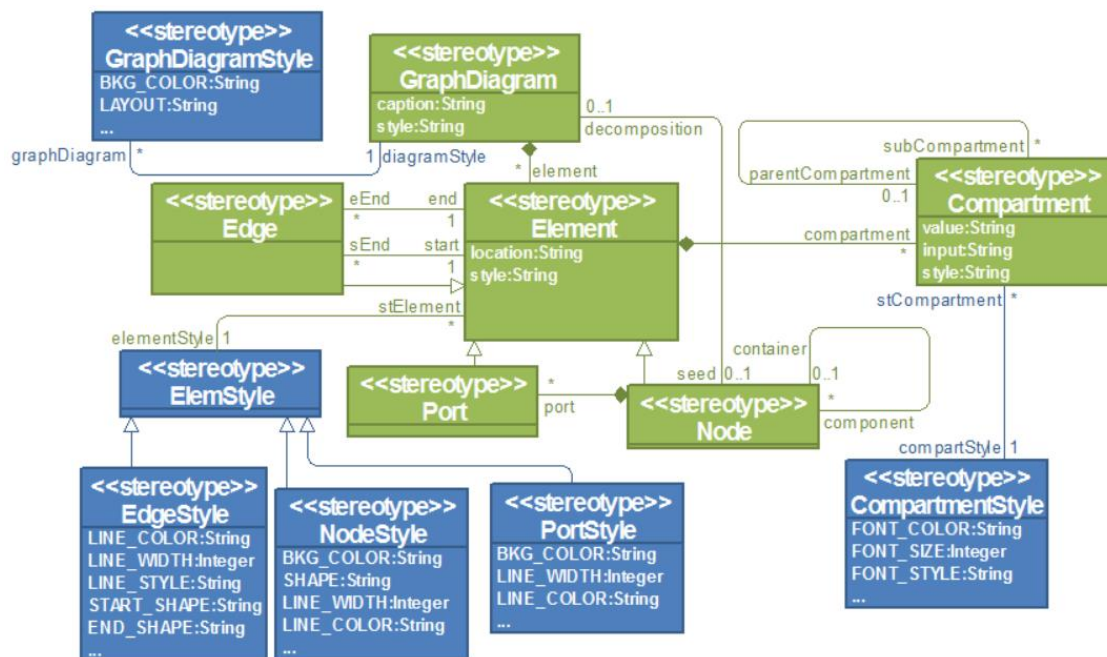 <<stereotype>>
GraphDiagramStyle
BKG_COLOR:String
LAYOUT:String
...
<<stereotype>>
GraphDiagram
caption:String
style:String
0..1
decomposition
graphDiagram
*
1
diagramStyle
*
element
subCompartment
*
parentCompartment
0..1
<<stereotype>>
Compartment
value:String
input:String
style:String
<<stereotype>>
Edge
eEnd
end
*
1
sEnd
start
*
1
<<stereotype>>
Element
location:String
style:String
compartment
*
stElement
*
elementStyle
1
stCompartment
*
<<stereotype>>
ElemStyle
<<stereotype>>
Port
*
port
seed
0..1
container
0..1
<<stereotype>>
Node
*
component
compartStyle
1
<<stereotype>>
EdgeStyle
LINE_COLOR:String
LINE_WIDTH:Integer
LINE_STYLE:String
START_SHAPE:String
END_SHAPE:String
...
<<stereotype>>
NodeStyle
BKG_COLOR:String
SHAPE:String
LINE_WIDTH:Integer
LINE_COLOR:String
...
<<stereotype>>
PortStyle
BKG_COLOR:String
LINE_WIDTH:Integer
LINE_COLOR:String
...
<<stereotype>>
CompartmentStyle
FONT_COLOR:String
FONT_SIZE:Integer
FONT_STYLE:String
...